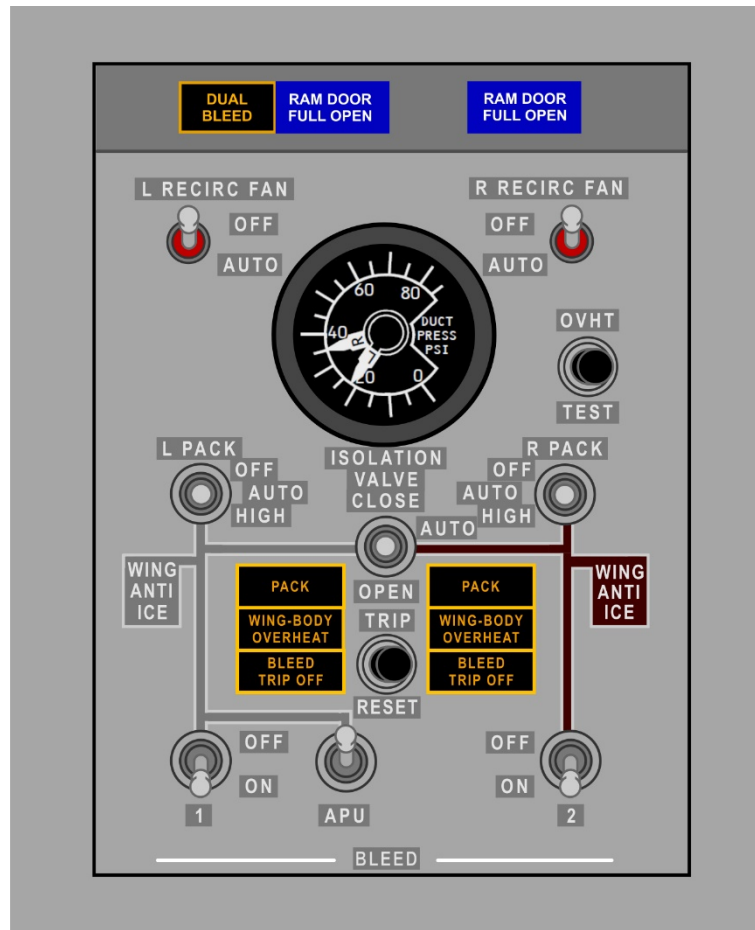 DUAL
BLEED
RAM DOOR
FULL OPEN
RAM DOOR
FULL OPEN
L RECIRC FAN
OFF
AUTO
R RECIRC FAN
OFF
AUTO
60
80
40
20
0
DUCT
PRESS
PSI
R
L
OVHT
TEST
L PACK
OFF
AUTO
HIGH
ISOLATION
VALVE
CLOSE
AUTO
OPEN
R PACK
OFF
AUTO
HIGH
WING
ANTI
ICE
WING
ANTI
ICE
PACK
WING-BODY
OVERHEAT
BLEED
TRIP OFF
TRIP
RESET
PACK
WING-BODY
OVERHEAT
BLEED
TRIP OFF
OFF
ON
1
APU
OFF
ON
2
BLEED